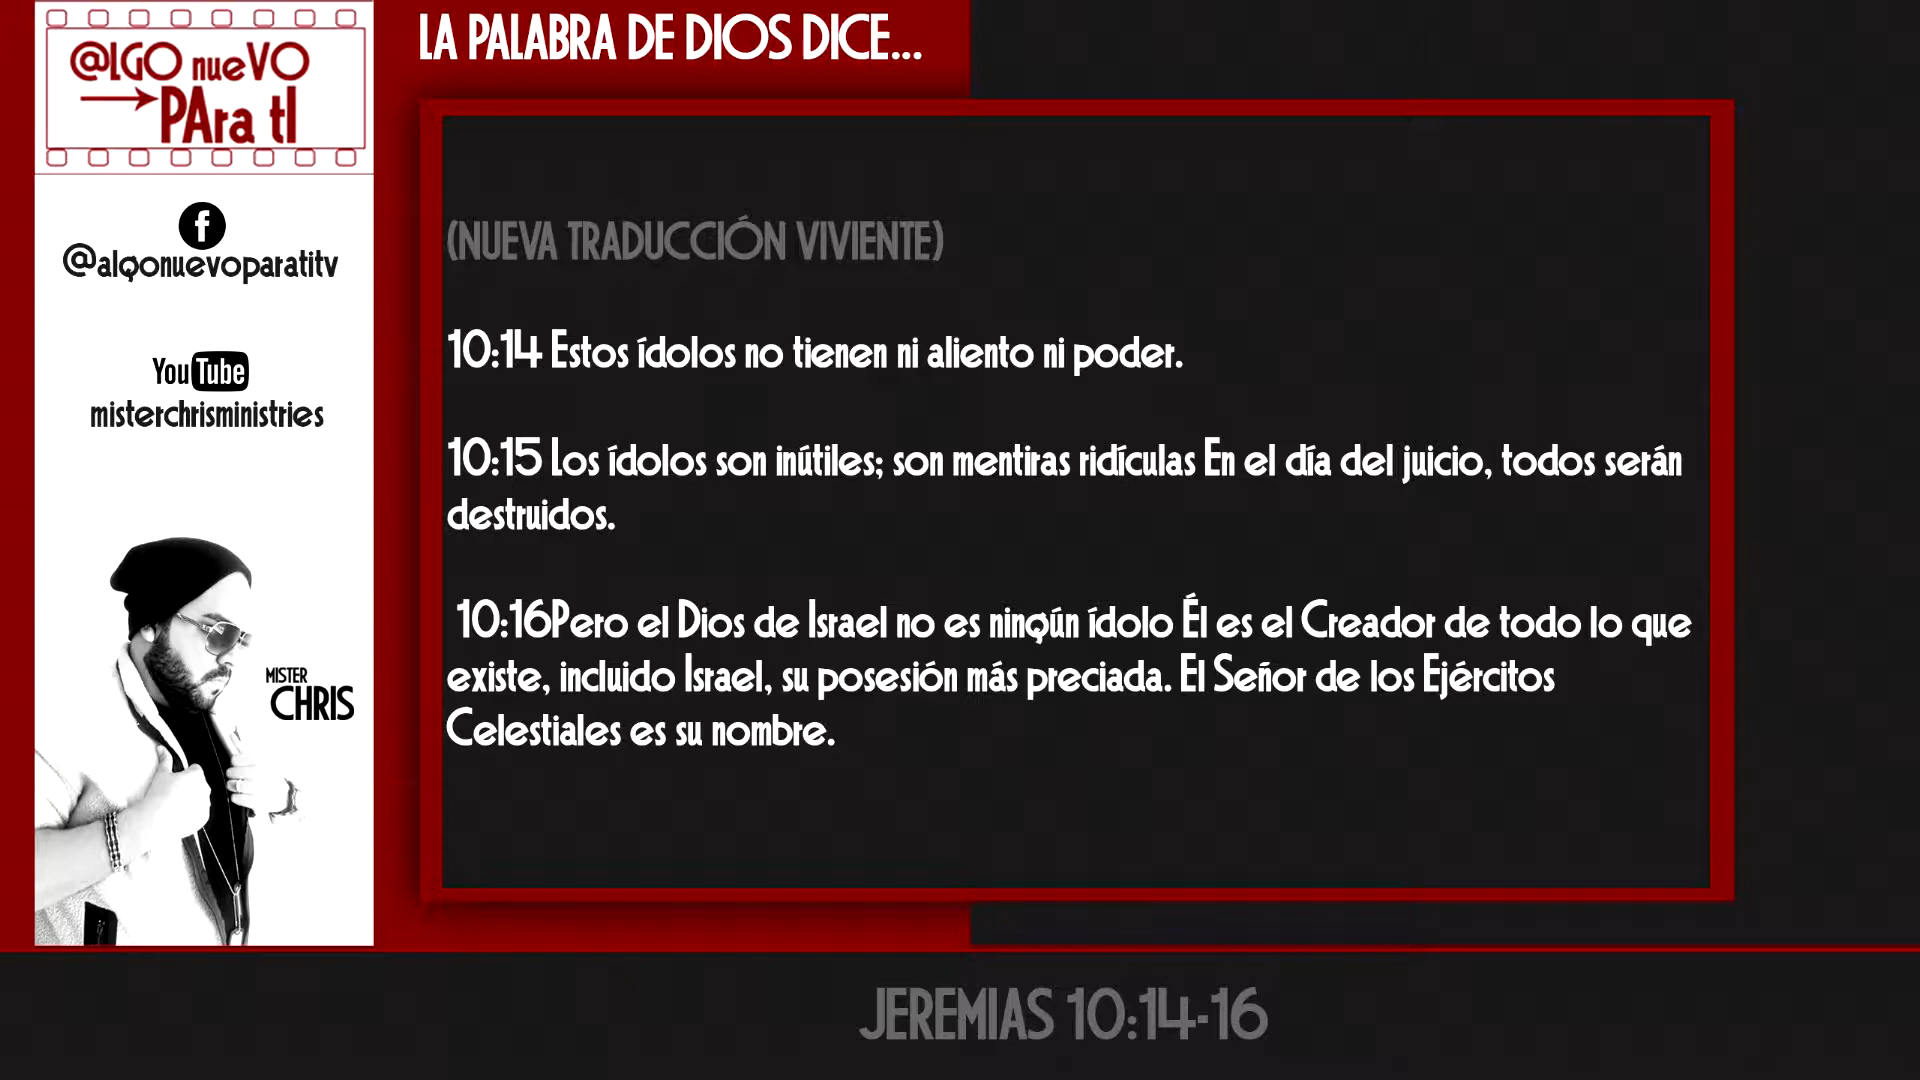 @LGO nueVO
PAra tI
f
@algonuevoparatitv
YouTube
misterchrisministries
MISTER
CHRIS
LA PALABRA DE DIOS DICE...
(NUEVA TRADUCCIÓN VIVIENTE)
10:14 Estos ídolos no tienen ni aliento ni poder.
10:15 Los ídolos son inútiles; son mentiras ridículas En el día del juicio, todos serán
destruidos.
10:16Pero el Dios de Israel no es ningún ídolo Él es el Creador de todo lo que
existe, incluido Israel, su posesión más preciada. El Señor de los Ejércitos
Celestiales es su nombre.
JEREMIAS 10:14-16